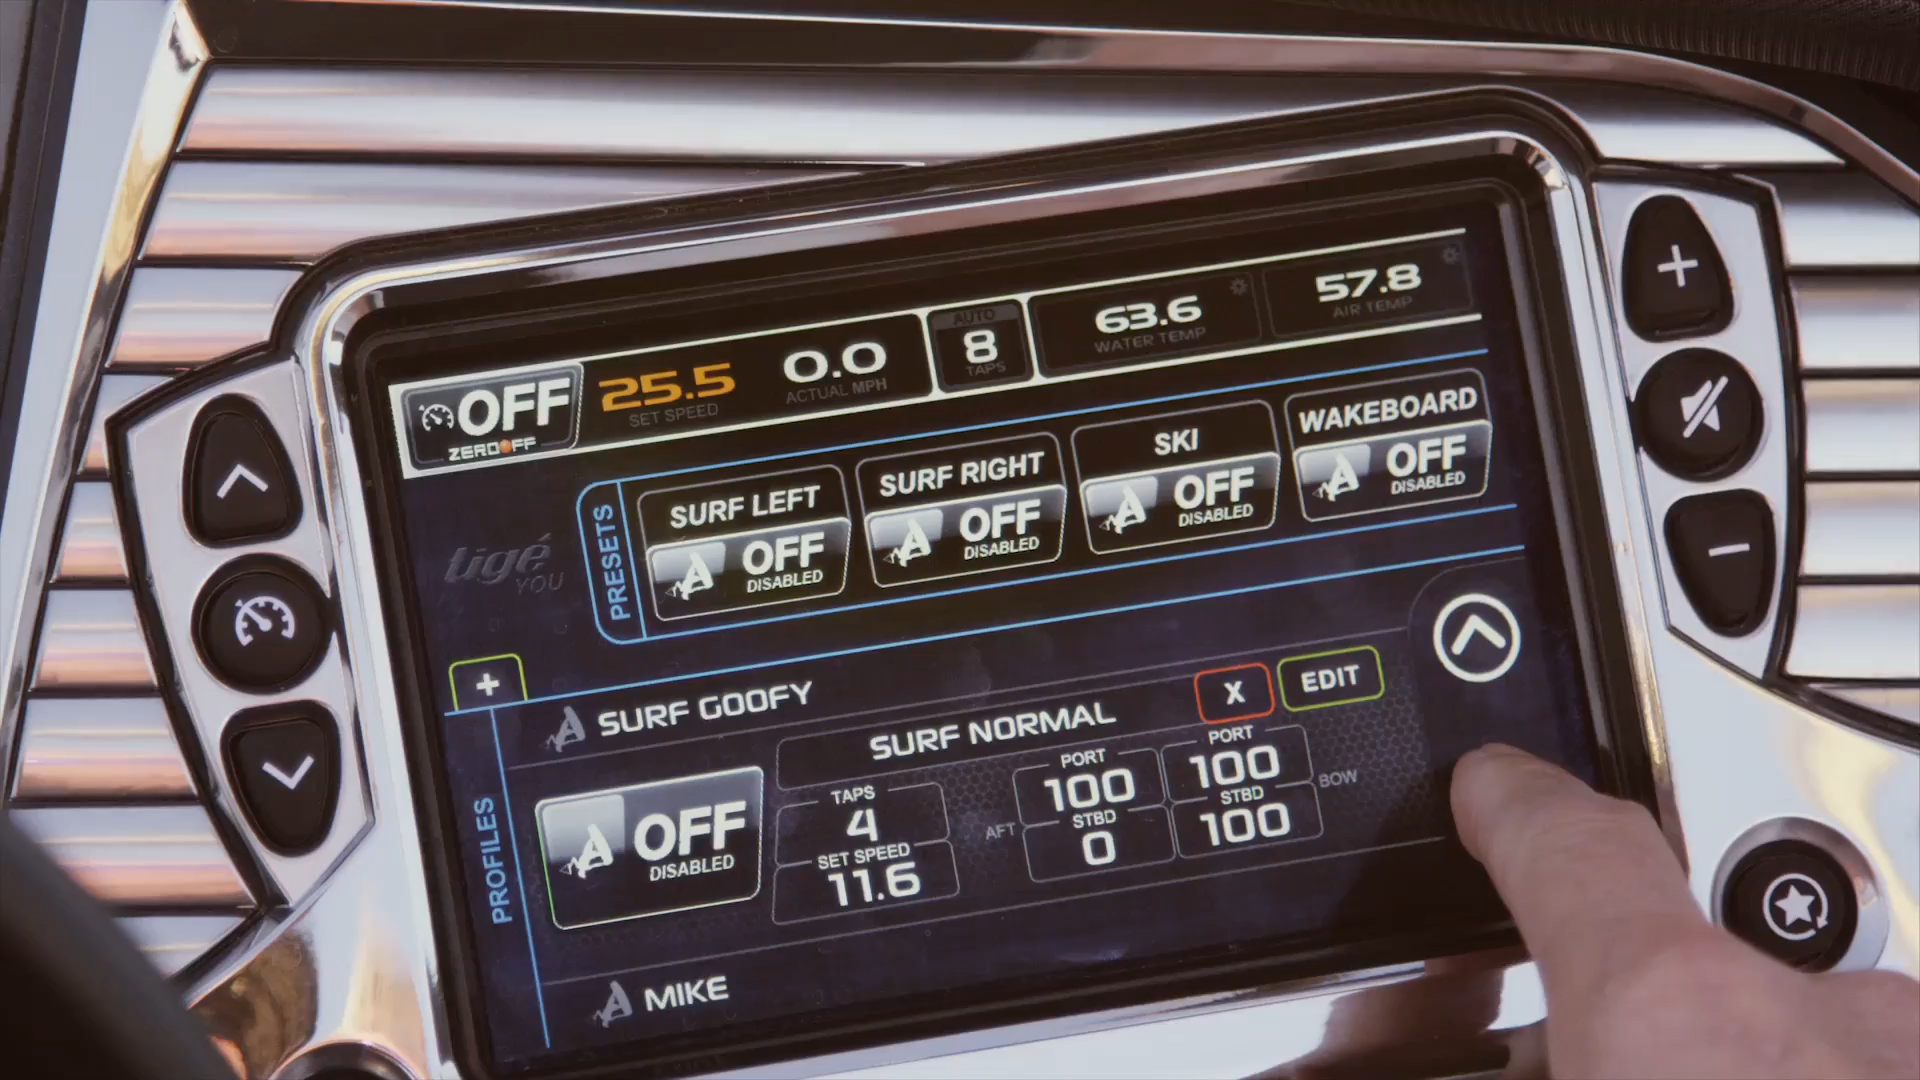 OFF
ZEROOFF
25.5
SET SPEED
0.0
ACTUAL MPH
AUTO
8
TAPS
63.6
WATER TEMP
57.8
AIR TEMP
tigé
YOU
PRESETS
SURF LEFT
OFF
DISABLED
SURF RIGHT
OFF
DISABLED
SKI
OFF
DISABLED
WAKEBOARD
OFF
DISABLED
+
PROFILES
SURF GOOFY
OFF
DISABLED
SURF NORMAL
X
EDIT
TAPS
4
SET SPEED
11.6
AFT
PORT
100
STBD
0
PORT
100
STBD
100
BOW
MIKE